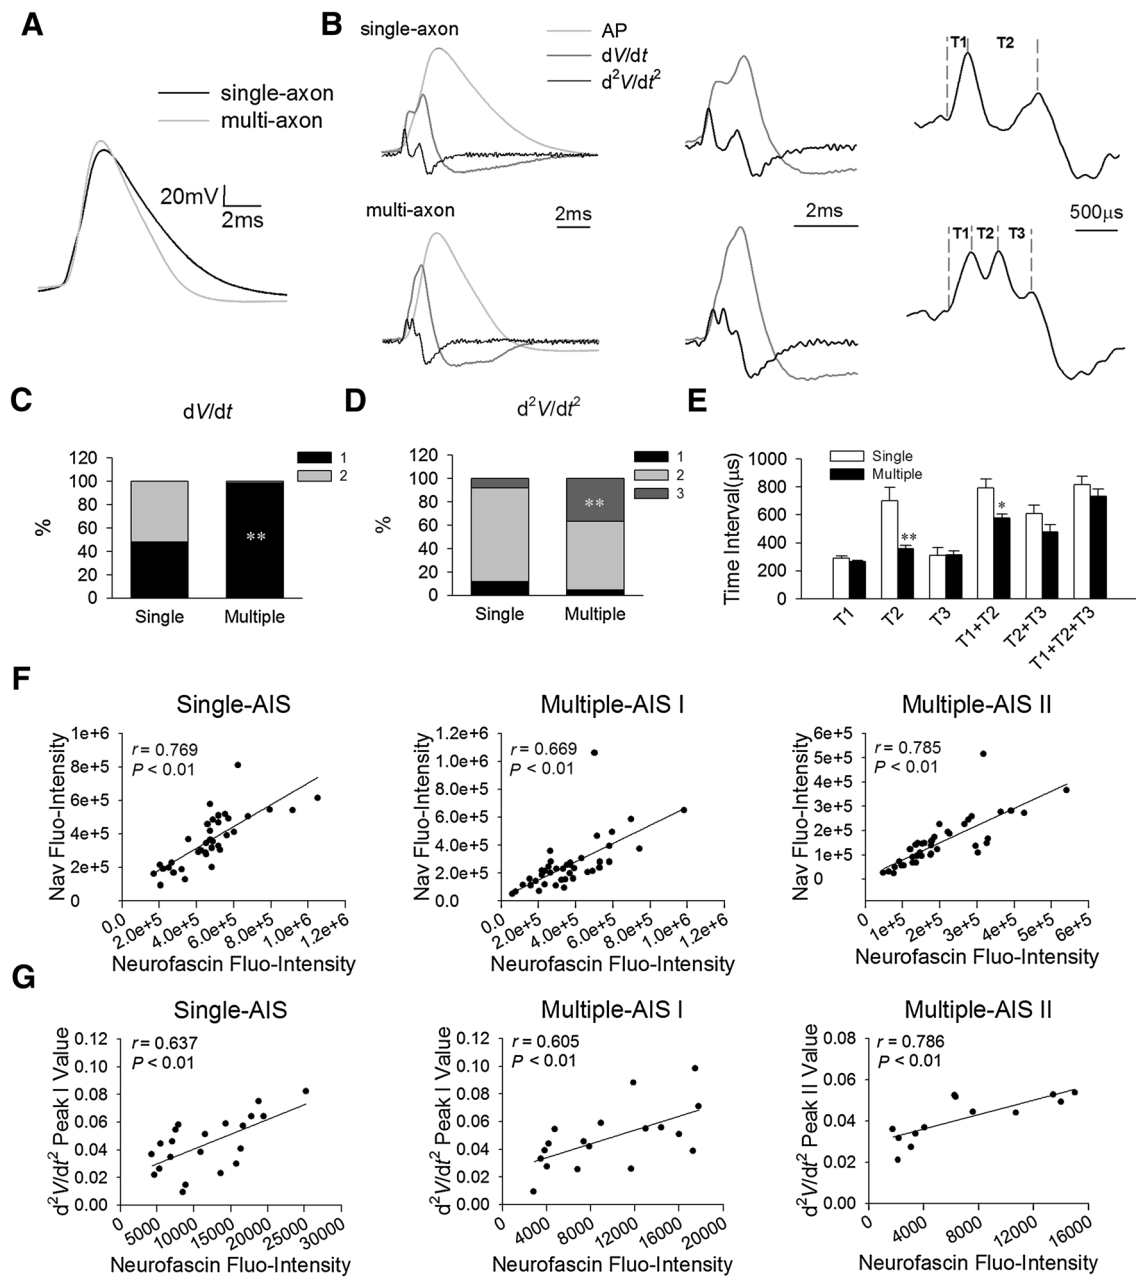 A
single-axon
multi-axon
20mV
2ms
B
single-axon
AP
dV/dt
d²V/dt²
T1 T2
multi-axon
2ms
2ms
500µs
T1 T2 T3
C
dV/dt
%
120
100
80
60
40
20
0
**
1
2
Single Multiple
D
d²V/dt²
%
120
100
80
60
40
20
0
**
1
2
3
Single Multiple
E
Time Interval(µs)
1000
800
600
400
200
0
Single
Multiple
**
*
T1 T2 T3 T1+T2 T2+T3 T1+T2+T3
F
Single-AIS
r = 0.769
P < 0.01
Nav Fluo-Intensity
1e+6
8e+5
6e+5
4e+5
2e+5
0
0.0 2.0e+5 4.0e+5 6.0e+5 8.0e+5 1.0e+6 1.2e+6
Neurofascin Fluo-Intensity
Multiple-AIS I
r = 0.669
P < 0.01
Nav Fluo-Intensity
1.2e+6
1.0e+6
8.0e+5
6.0e+5
4.0e+5
2.0e+5
0.0
0.0 2.0e+5 4.0e+5 6.0e+5 8.0e+5 1.0e+6 1.2e+6
Neurofascin Fluo-Intensity
Multiple-AIS II
r = 0.785
P < 0.01
Nav Fluo-Intensity
6e+5
5e+5
4e+5
3e+5
2e+5
1e+5
0
0 1e+5 2e+5 3e+5 4e+5 5e+5 6e+5
Neurofascin Fluo-Intensity
G
Single-AIS
r = 0.637
P < 0.01
d²V/dt² Peak I Value
0.12
0.10
0.08
0.06
0.04
0.02
0.00
0 5000 10000 15000 20000 25000 30000
Neurofascin Fluo-Intensity
Multiple-AIS I
r = 0.605
P < 0.01
d²V/dt² Peak I Value
0.12
0.10
0.08
0.06
0.04
0.02
0.00
0 4000 8000 12000 16000 20000
Neurofascin Fluo-Intensity
Multiple-AIS II
r = 0.786
P < 0.01
d²V/dt² Peak II Value
0.08
0.06
0.04
0.02
0.00
0 4000 8000 12000 16000
Neurofascin Fluo-Intensity